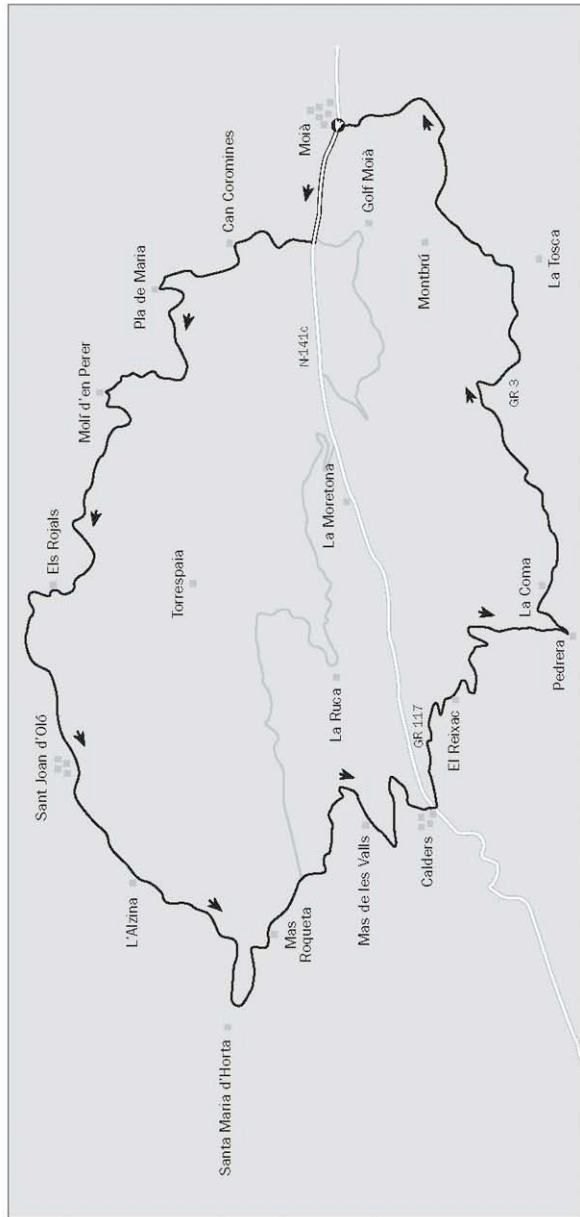 Moià
Can Coromines
Golf Moià
Pla de Maria
Montbrú
La Tosca
Molí d'en Perer
N-141c
GR 3
La Moretona
Els Rojals
Torrespaia
La Coma
Pedrera
La Ruca
El Reixac
GR 117
Sant Joan d'Oló
Mas de les Valls
Calders
L'Alzina
Mas
Roqueta
Santa Maria d'Horta